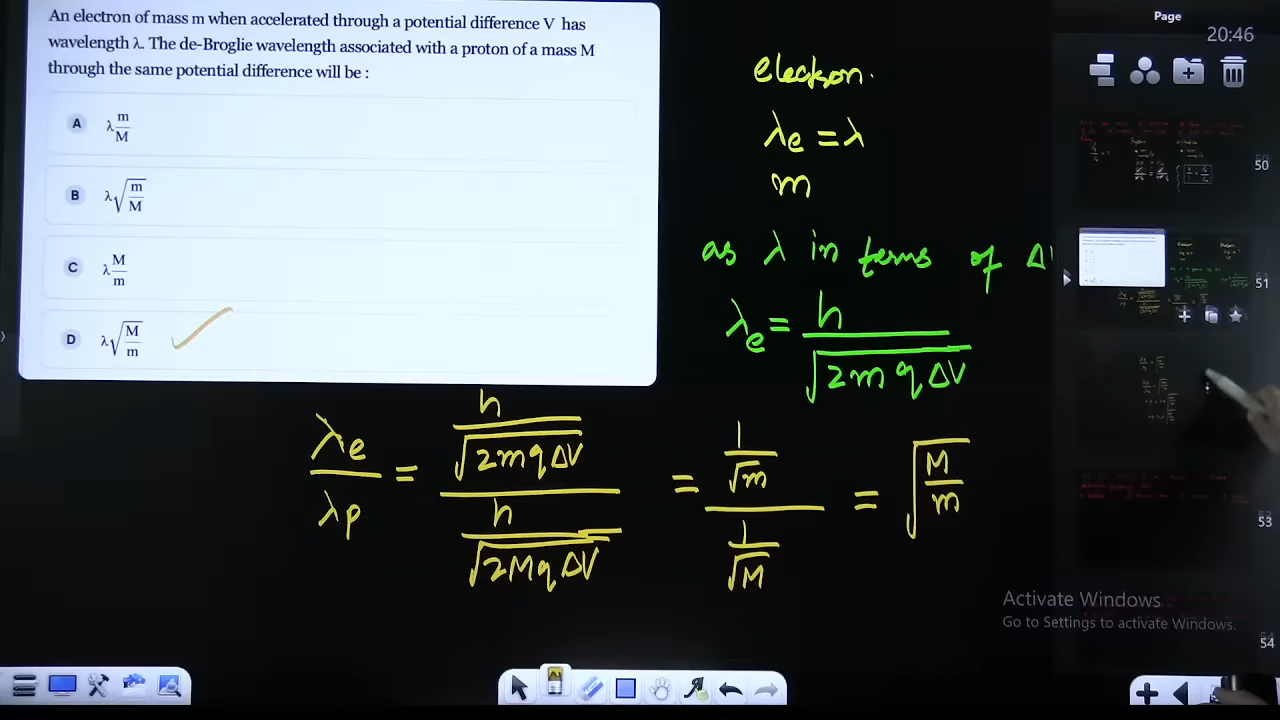 An electron of mass m when accelerated through a potential difference V has
wavelength λ. The de-Broglie wavelength associated with a proton of a mass M
through the same potential difference will be :
A λ m/M
B λ √(m/M)
C λ M/m
D λ √(M/m)
electron.
λe = λ
m
as λ in terms of ΔV
λe = h / √(2mqΔV)
λe/λp = (h/√(2mqΔV)) / (h/√(2MqΔV)) = (1/√m) / (1/√M) = √(M/m)
Page
20:46
50
51
53
54
Activate Windows
Go to Settings to activate Windows.